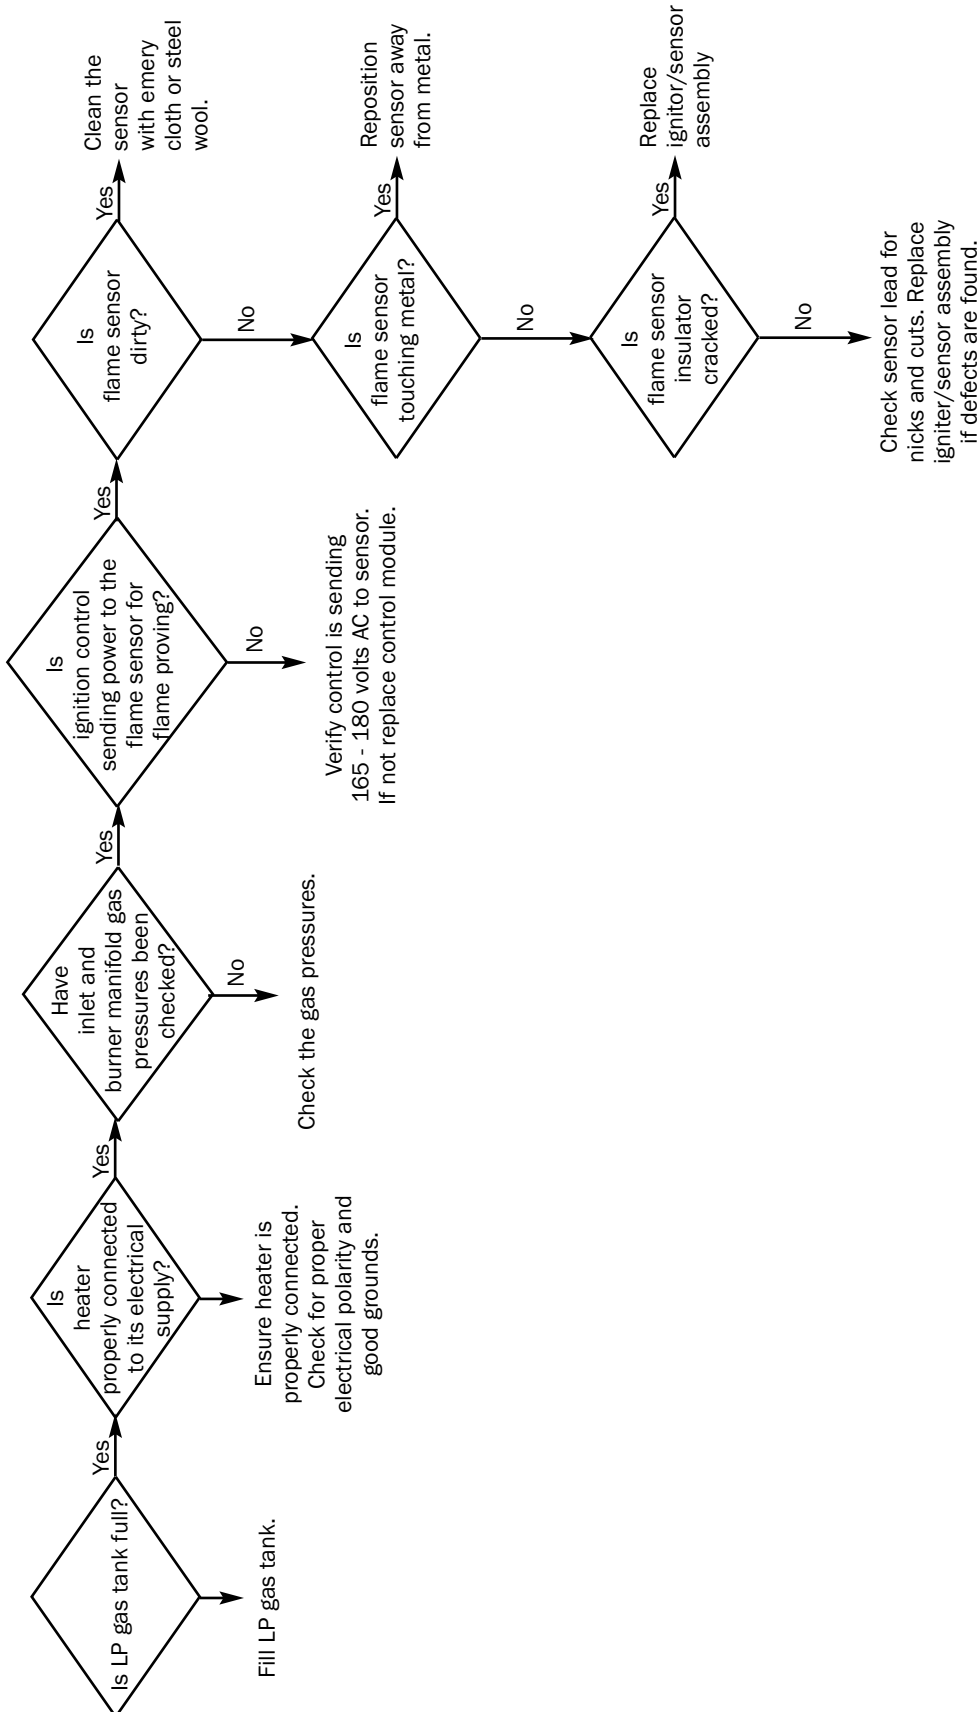 Is LP gas tank full?
Yes
Fill LP gas tank.
Is
heater
properly connected
to its electrical
supply?
Yes
Ensure heater is
properly connected.
Check for proper
electrical polarity and
good grounds.
Have
inlet and
burner manifold gas
pressures been
checked?
Yes
No
Check the gas pressures.
Is
ignition control
sending power to the
flame sensor for
flame proving?
Yes
No
Verify control is sending
165 - 180 volts AC to sensor.
If not replace control module.
Is
flame sensor
dirty?
Yes
Clean the
sensor
with emery
cloth or steel
wool.
No
Is
flame sensor
touching metal?
Yes
Reposition
sensor away
from metal.
No
Is
flame sensor
insulator
cracked?
Yes
Replace
ignitor/sensor
assembly
No
Check sensor lead for
nicks and cuts. Replace
igniter/sensor assembly
if defects are found.